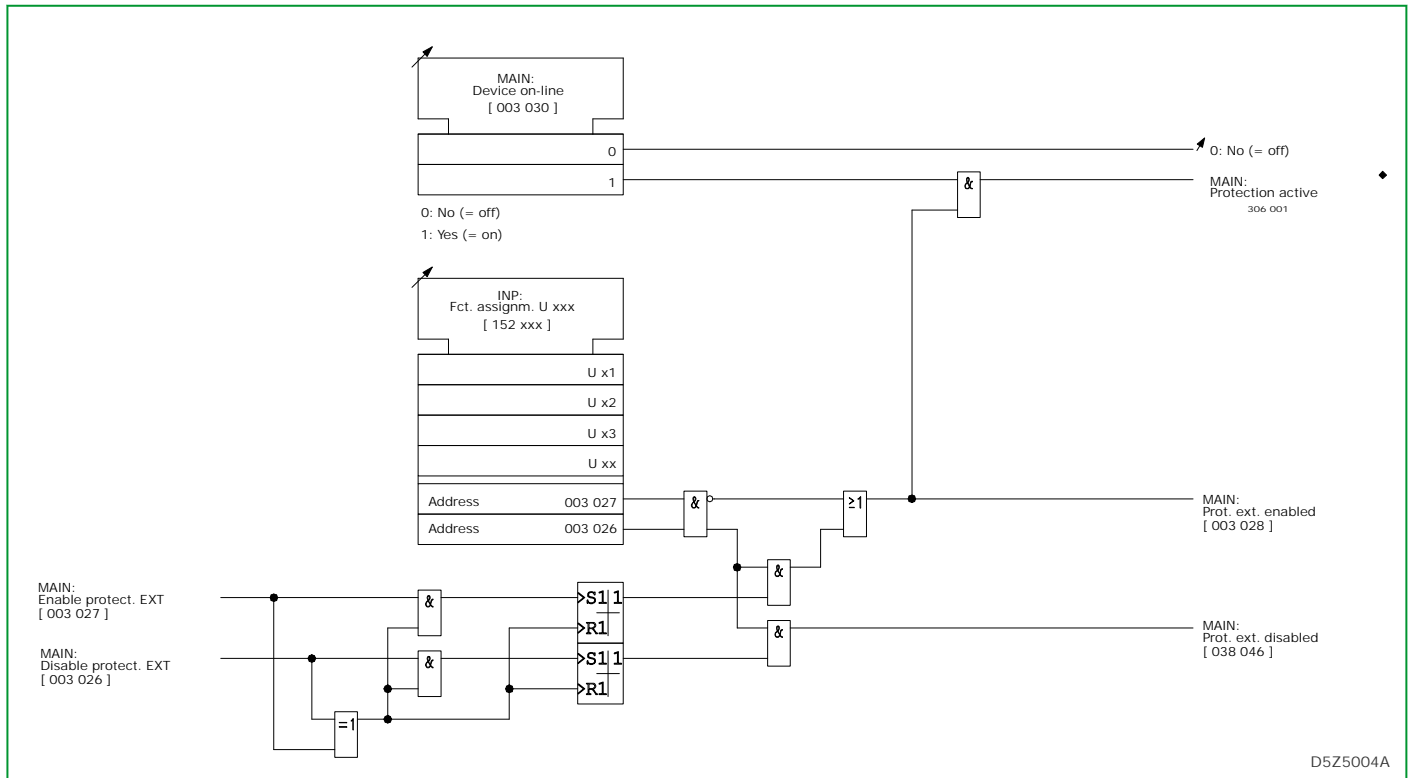 MAIN:
Device on-line
[ 003 030 ]
0
1
0: No (= off)
1: Yes (= on)
0: No (= off)
&
MAIN:
Protection active
306 001
INP:
Fct. assignm. U xxx
[ 152 xxx ]
U x1
U x2
U x3
U xx
Address 003 027
Address 003 026
&
≥1
MAIN:
Prot. ext. enabled
[ 003 028 ]
&
MAIN:
Enable protect. EXT
[ 003 027 ]
&
S1 1
R1
MAIN:
Disable protect. EXT
[ 003 026 ]
&
S1 1
R1
&
MAIN:
Prot. ext. disabled
[ 038 046 ]
=1
D5Z5004A